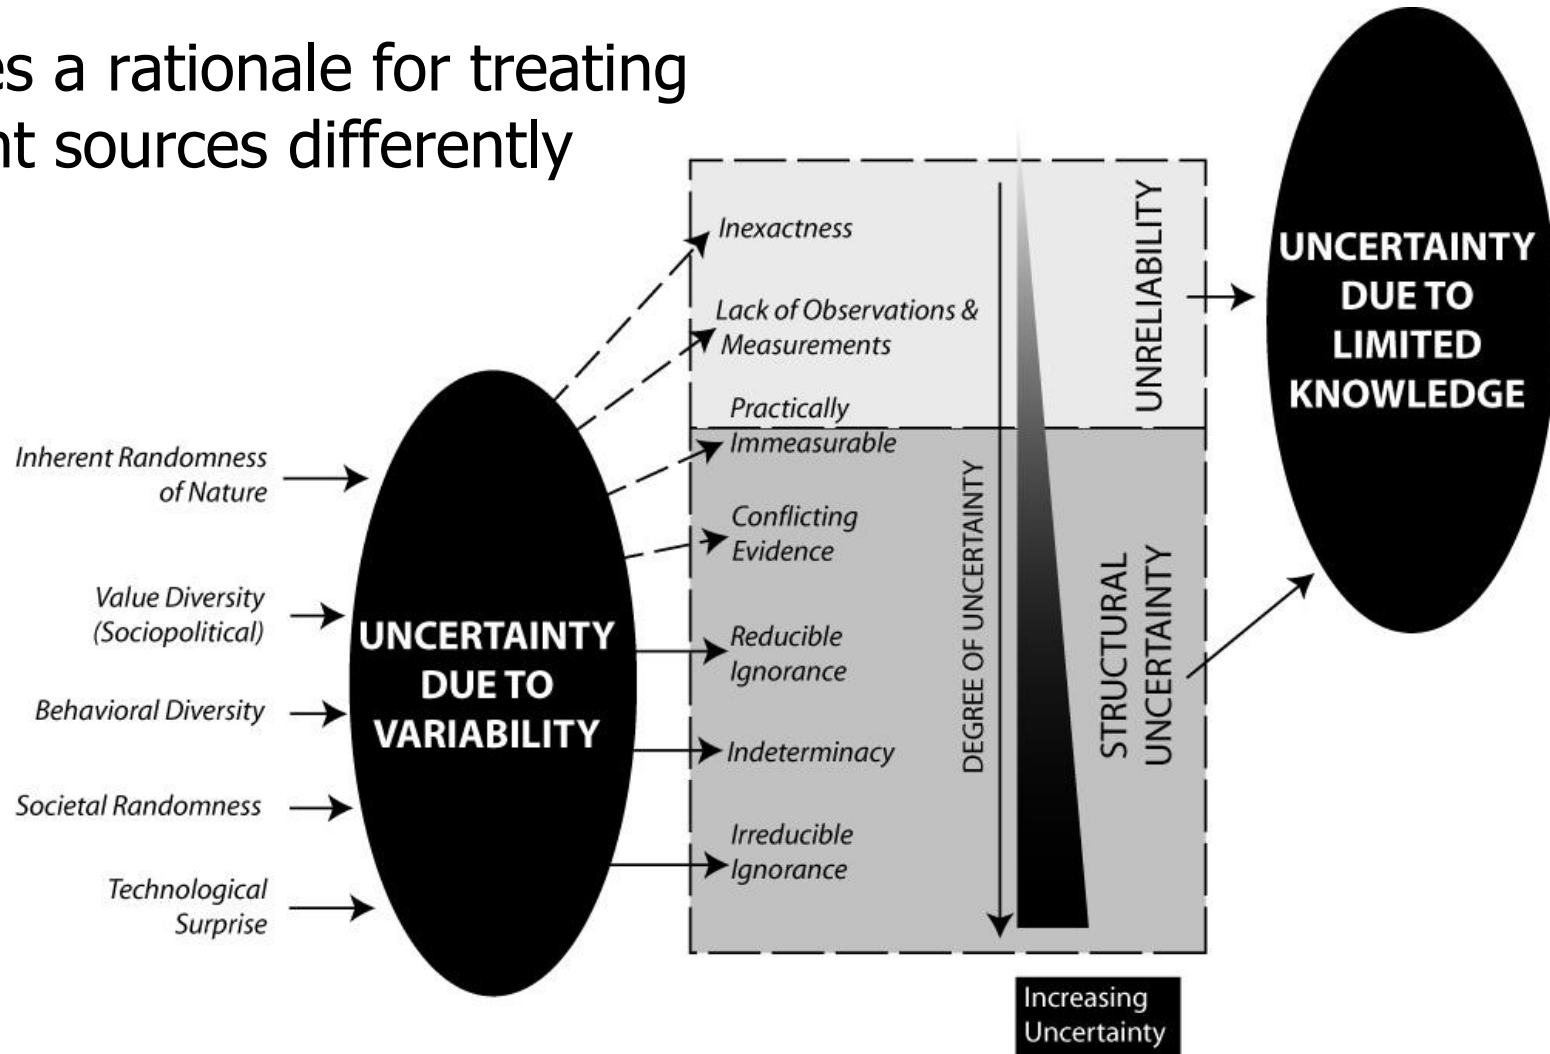 es a rationale for treating
nt sources differently
Inexactness
Lack of Observations &
Measurements
Practically
Immeasurable
Conflicting
Evidence
Reducible
Ignorance
Indeterminacy
Irreducible
Ignorance
Inherent Randomness
of Nature
Value Diversity
(Sociopolitical)
Behavioral Diversity
Societal Randomness
Technological
Surprise
UNCERTAINTY
DUE TO
VARIABILITY
DEGREE OF UNCERTAINTY
UNRELIABILITY
STRUCTURAL
UNCERTAINTY
UNCERTAINTY
DUE TO
LIMITED
KNOWLEDGE
Increasing
Uncertainty